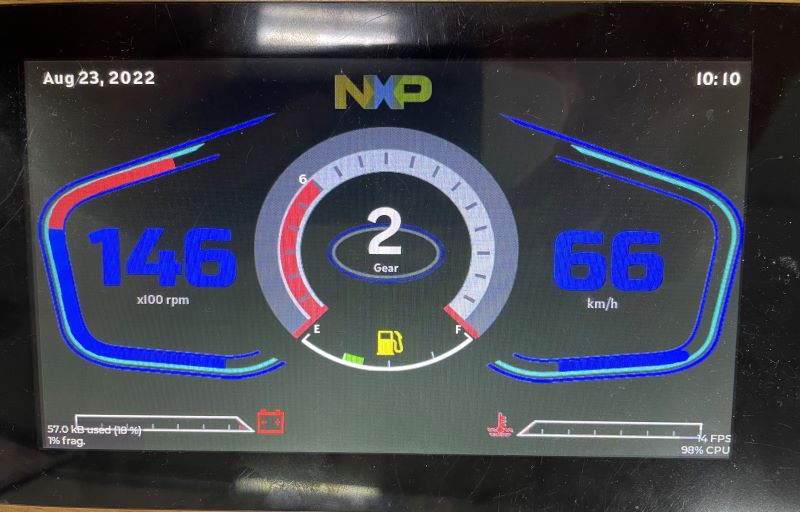 Aug 23, 2022
NXP
10:10
6
146
x100 rpm
2
Gear
66
km/h
E
F
57.0 kB used (18 %)
1% frag.
14 FPS
98% CPU